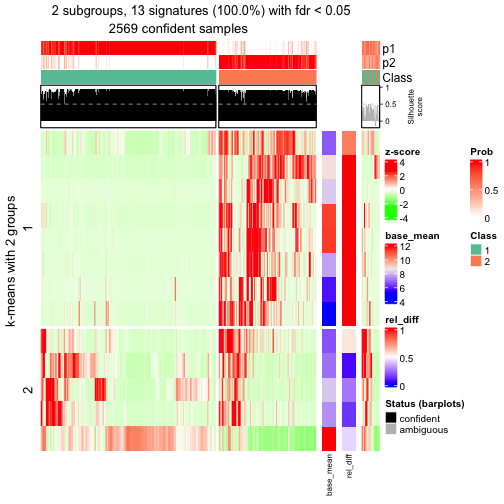 2 subgroups, 13 signatures (100.0%) with fdr < 0.05
2569 confident samples
p1
p2
Class
1
0.5
0
Silhouette
score
k-means with 2 groups
1
2
base_mean
rel_diff
z-score
4
2
0
-2
-4
base_mean
12
10
8
6
4
rel_diff
1
0.5
0
Status (barplots)
confident
ambiguous
Prob
1
0.5
0
Class
1
2